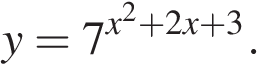 y = 7^{x^2+2x+3}.